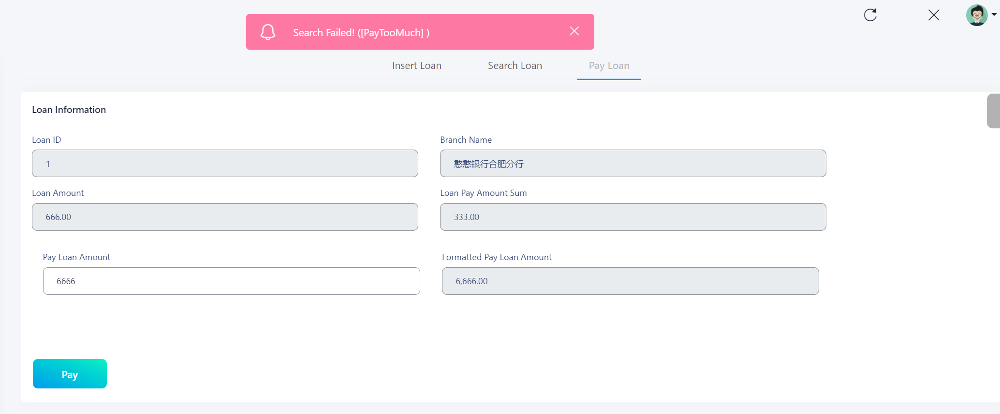 Search Failed! ([PayTooMuch] )
Insert Loan
Search Loan
Pay Loan
Loan Information
Loan ID
Branch Name
1
憨憨银行合肥分行
Loan Amount
Loan Pay Amount Sum
666.00
333.00
Pay Loan Amount
Formatted Pay Loan Amount
6666
6,666.00
Pay